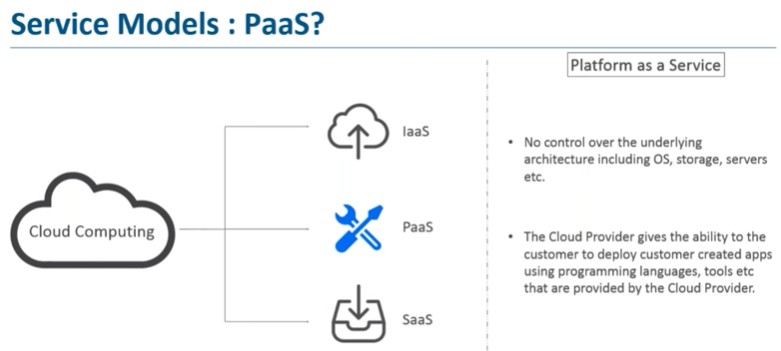 Service Models : PaaS?
Platform as a Service
IaaS
• No control over the underlying
architecture including OS, storage, servers
etc.
Cloud Computing
PaaS
• The Cloud Provider gives the ability to the
customer to deploy customer created apps
using programming languages, tools etc
that are provided by the Cloud Provider.
SaaS